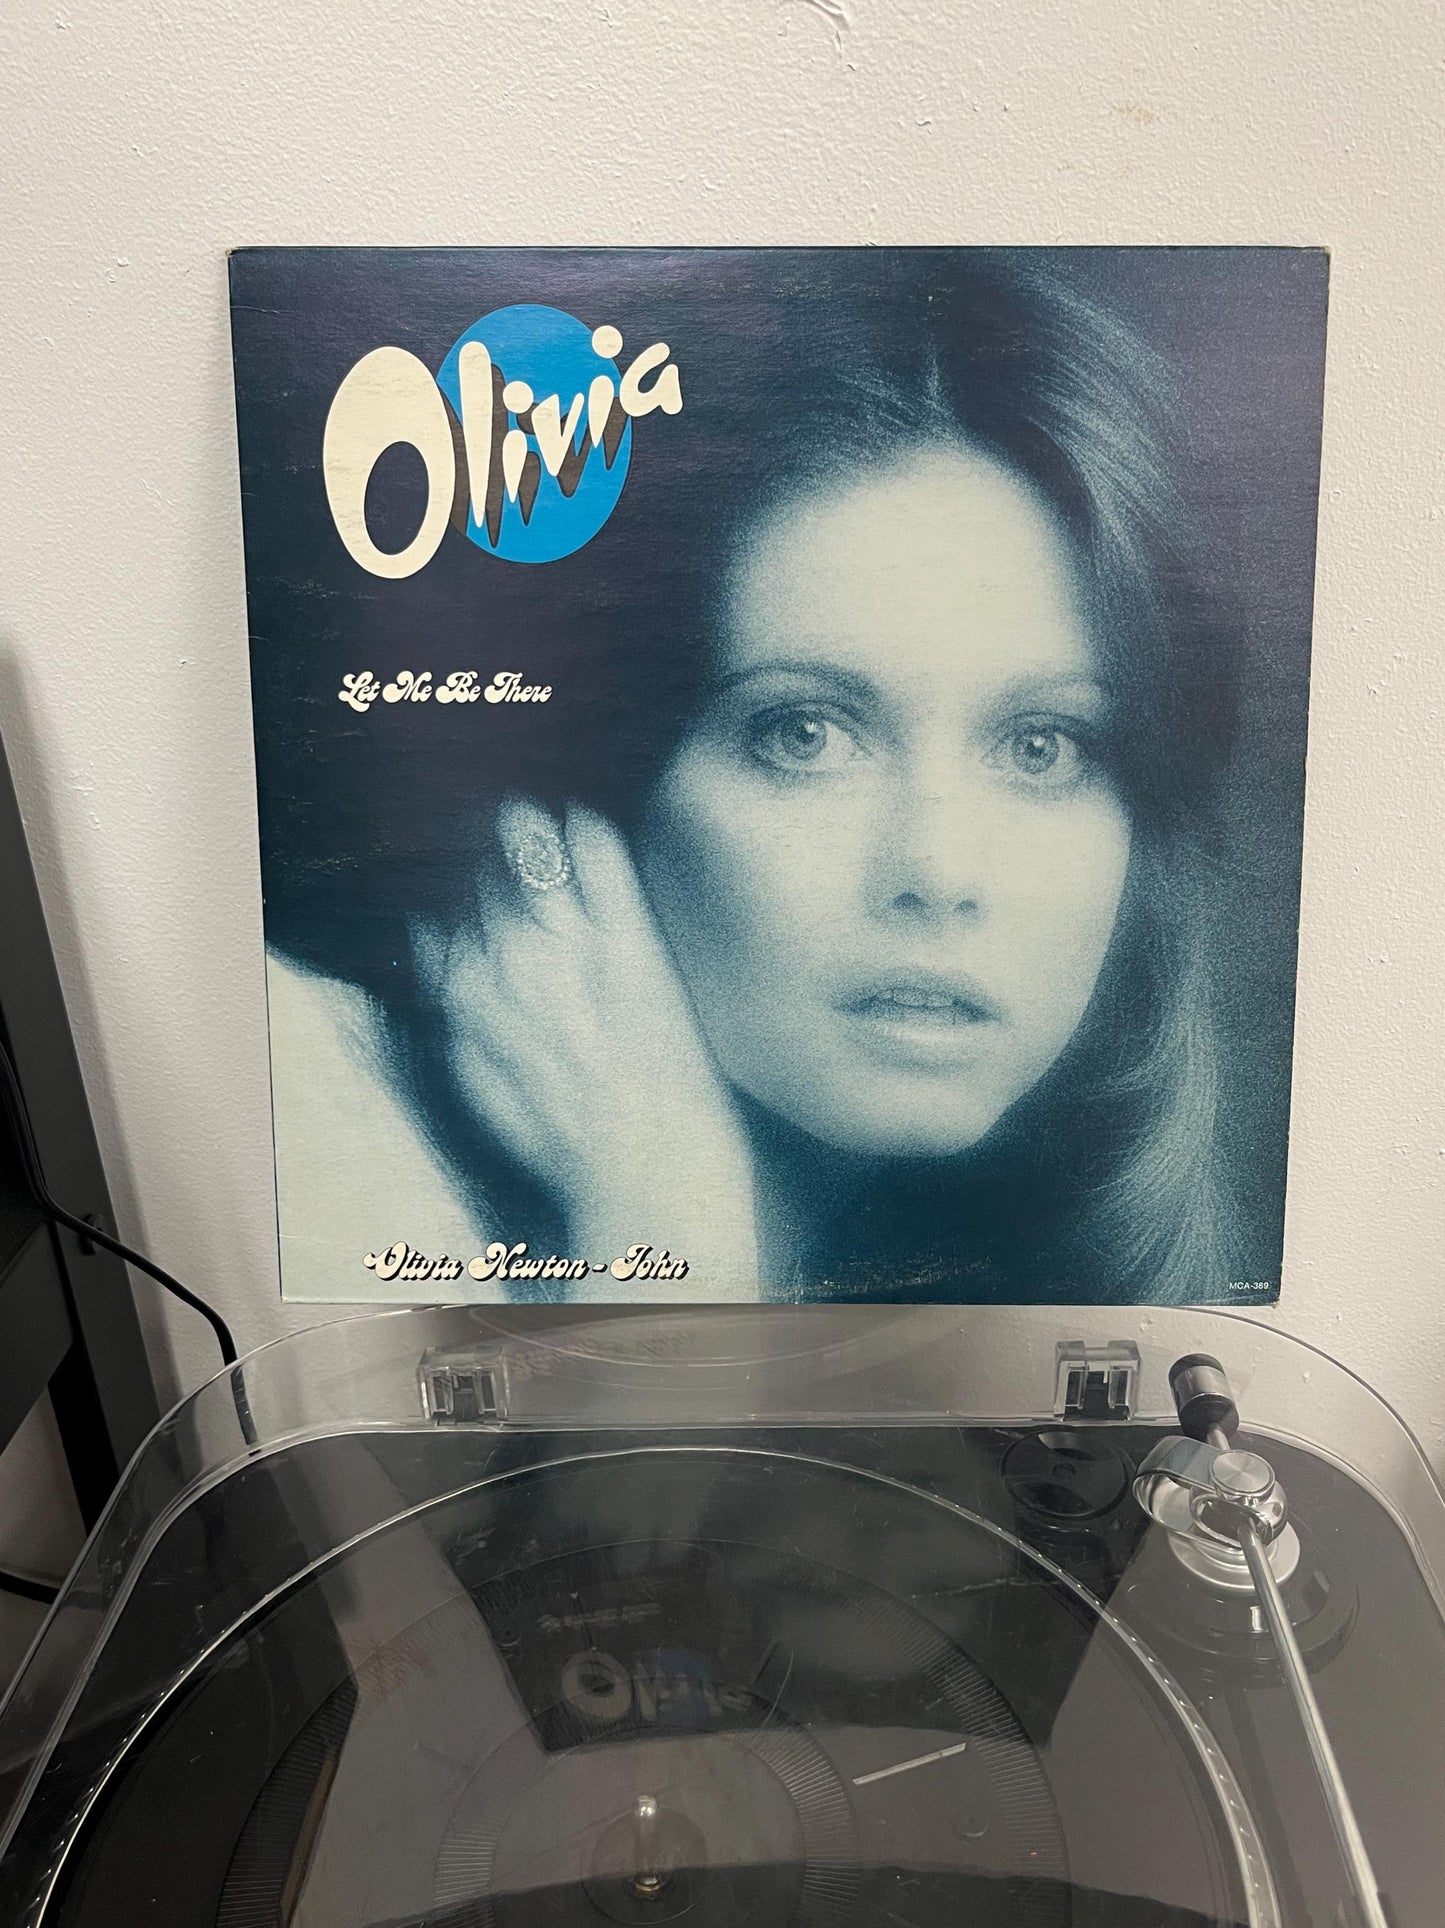 Olivia
Let Me Be There
Olivia Newton-John
MCA-389
Olivia